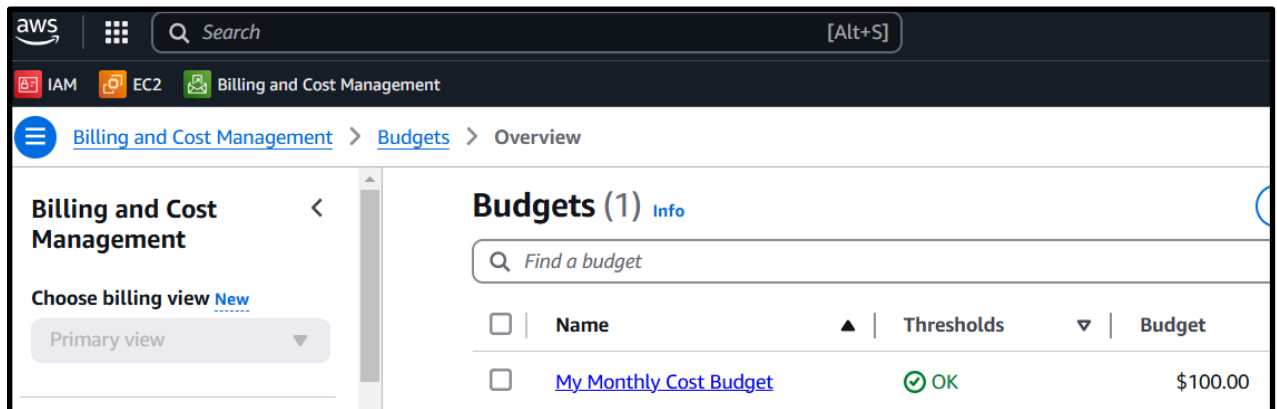 aws
Search [Alt+S]
IAM EC2 Billing and Cost Management
Billing and Cost Management > Budgets > Overview
Billing and Cost
Management
Choose billing view New
Primary view
Budgets (1) Info
Find a budget
Name Thresholds Budget
My Monthly Cost Budget OK $100.00